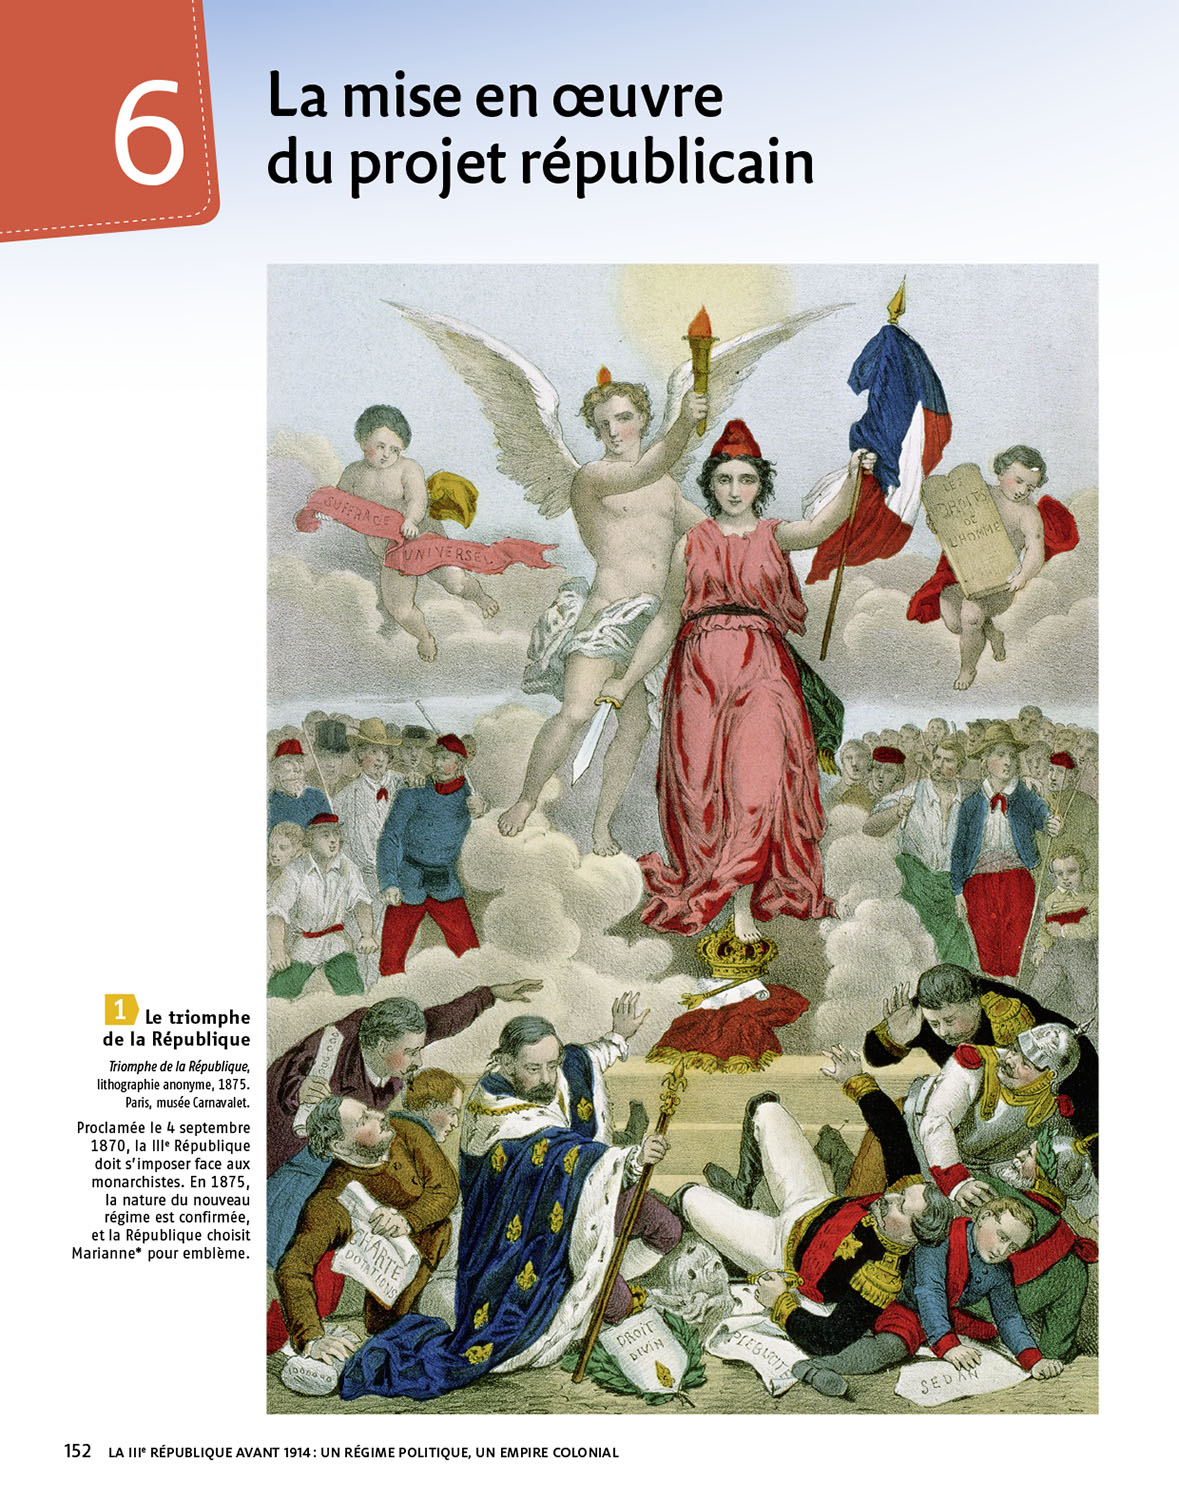 6
La mise en œuvre
du projet républicain
SUFFRAGE
UNIVERSEL
DES
DROITS
DE
L'HOMME
1 Le triomphe
de la République
Triomphe de la République,
lithographie anonyme, 1875.
Paris, musée Carnavalet.
Proclamée le 4 septembre
1870, la IIIe République
doit s'imposer face aux
monarchistes. En 1875,
la nature du nouveau
régime est confirmée,
et la République choisit
Marianne* pour emblème.
CHARTE
DOTATIONS
DROIT
DIVIN
PLEBICITE
SEDAN
152 LA IIIe RÉPUBLIQUE AVANT 1914 : UN RÉGIME POLITIQUE, UN EMPIRE COLONIAL